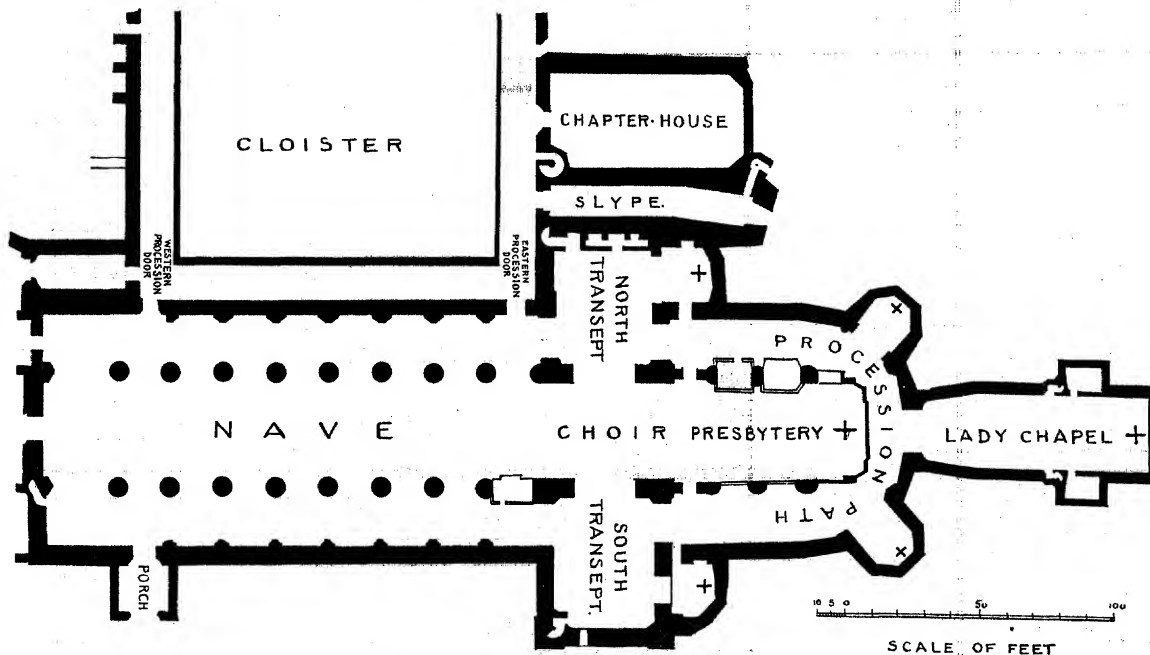 CLOISTER
CHAPTER·HOUSE
SLYPE.
WESTERN
PROCESSION
DOOR
EASTERN
PROCESSION
DOOR
NORTH
TRANSEPT
PROCESSION PATH
NAVE
CHOIR
PRESBYTERY
LADY CHAPEL
SOUTH
TRANSEPT.
PORCH
10 5 0 50 100
SCALE OF FEET